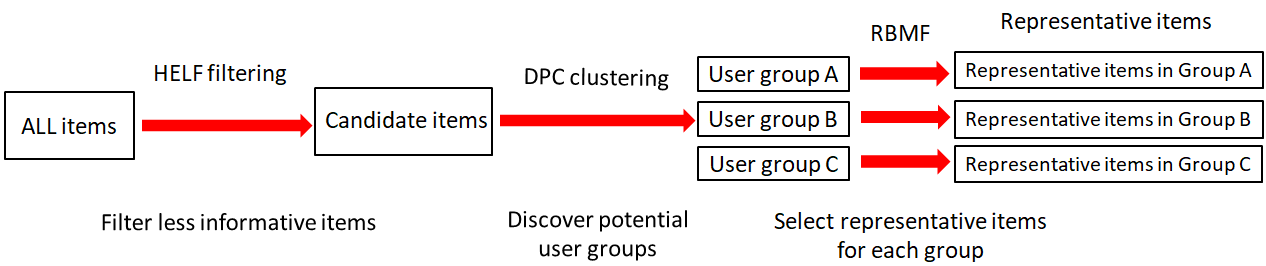 Representative items
RBMF
HELF filtering
DPC clustering
ALL items
Candidate items
User group A
Representative items in Group A
User group B
Representative items in Group B
User group C
Representative items in Group C
Filter less informative items
Discover potential
user groups
Select representative items
for each group